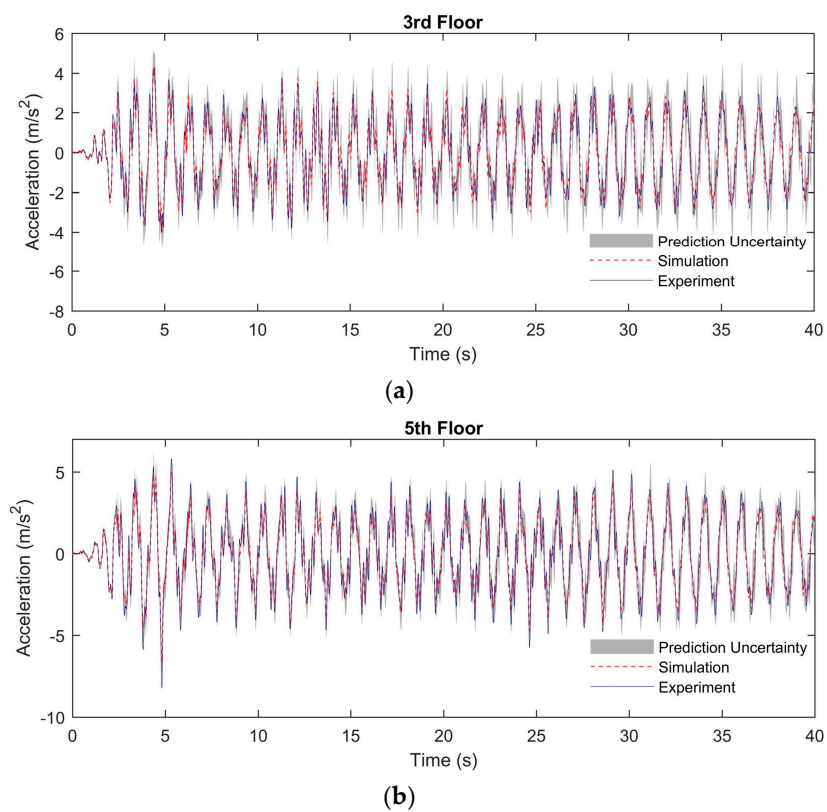 3rd Floor
6
4
2
0
-2
-4
-6
-8
Acceleration (m/s²)
Prediction Uncertainty
Simulation
Experiment
0 5 10 15 20 25 30 35 40
Time (s)
(a)
5th Floor
5
0
-5
-10
Acceleration (m/s²)
Prediction Uncertainty
Simulation
Experiment
0 5 10 15 20 25 30 35 40
Time (s)
(b)